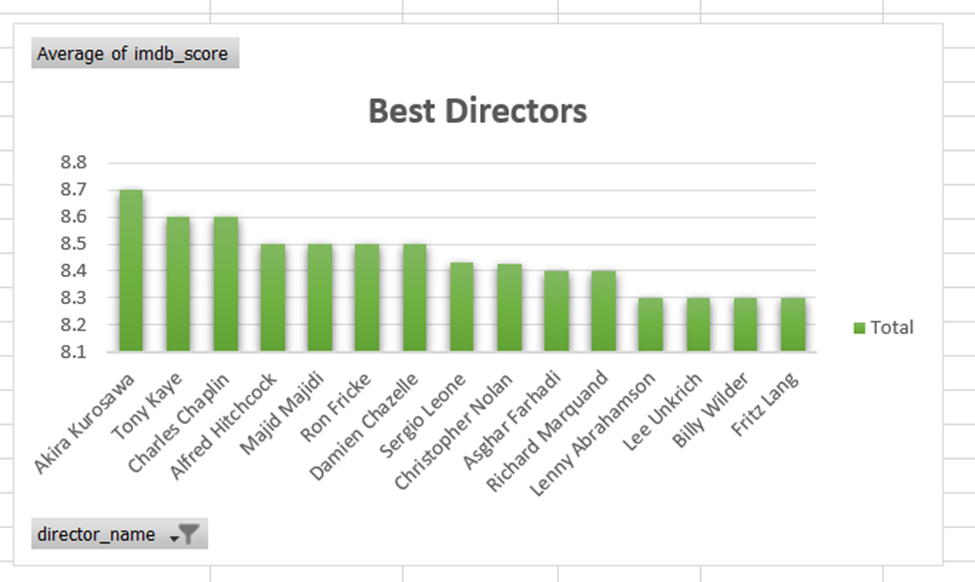 Average of imdb_score
Best Directors
8.8
8.7
8.6
8.5
8.4
8.3
8.2
8.1
Total
Akira Kurosawa
Tony Kaye
Charles Chaplin
Alfred Hitchcock
Majid Majidi
Ron Fricke
Damien Chazelle
Sergio Leone
Christopher Nolan
Asghar Farhadi
Richard Marquand
Lenny Abrahamson
Lee Unkrich
Billy Wilder
Fritz Lang
director_name